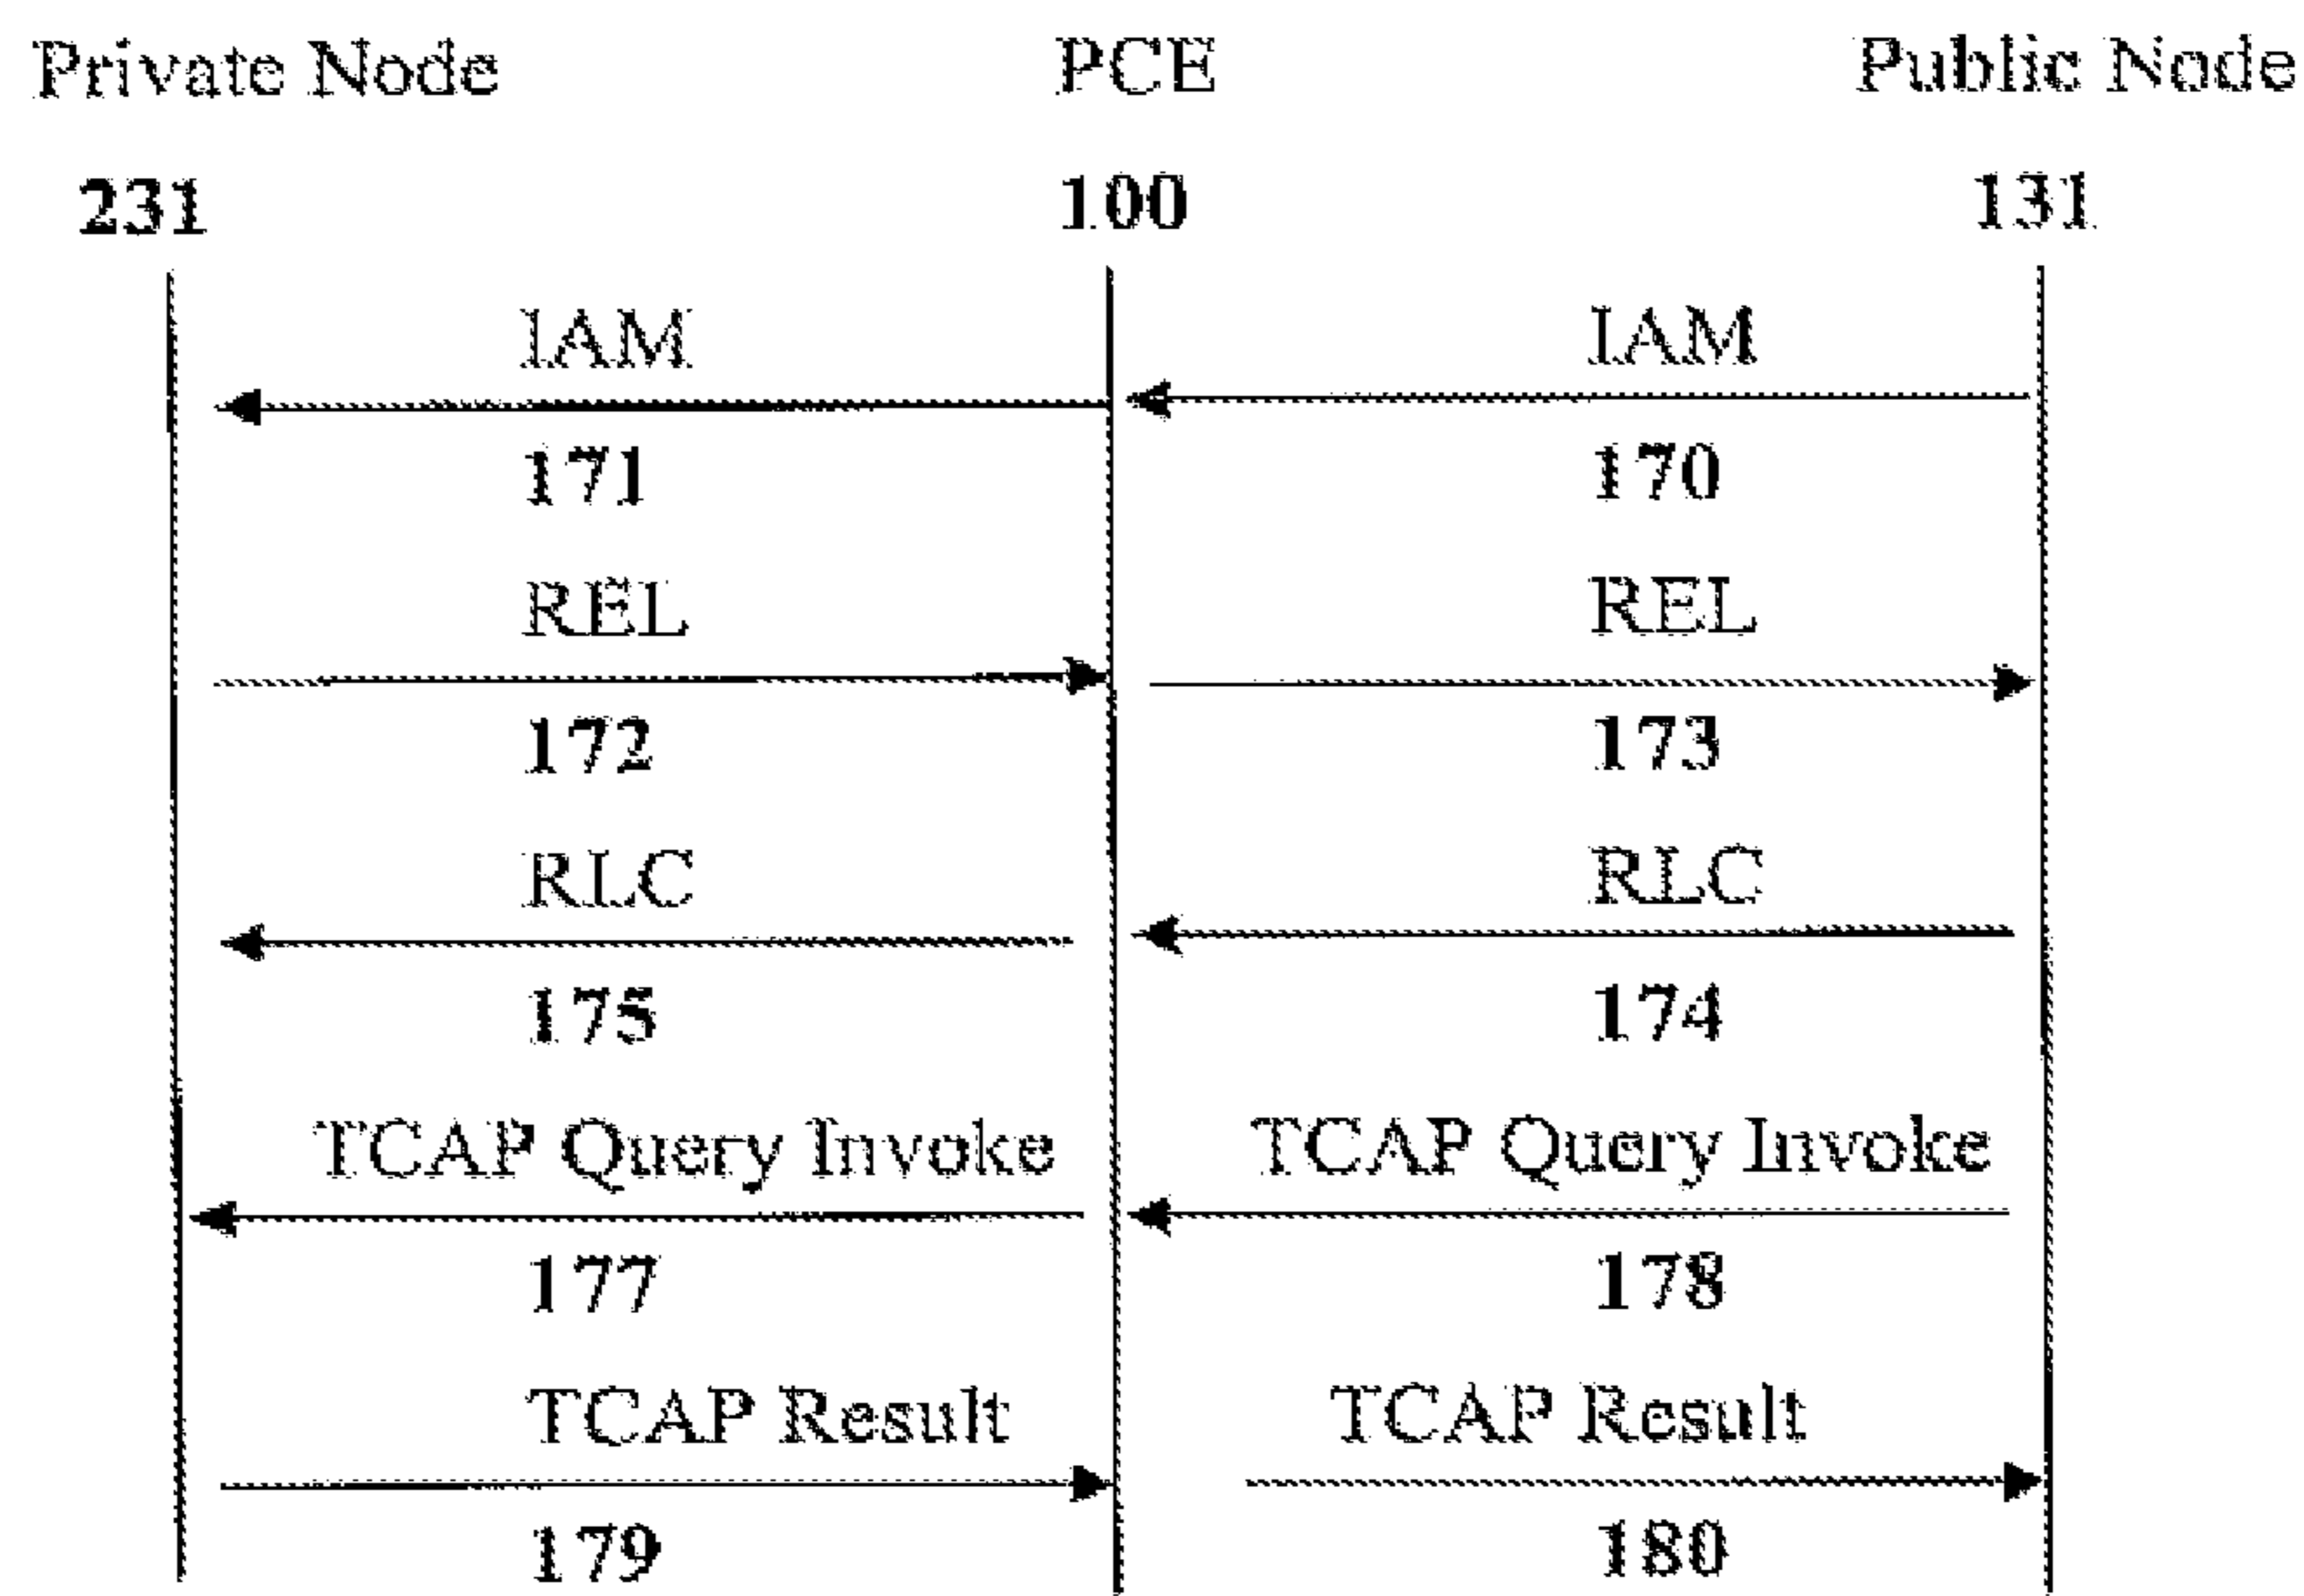 Private Node PCE Public Node
231 100 131
IAM IAM
171 170
REL REL
172 173
RLC RLC
175 174
TCAP Query Invoke TCAP Query Invoke
177 178
TCAP Result TCAP Result
179 180